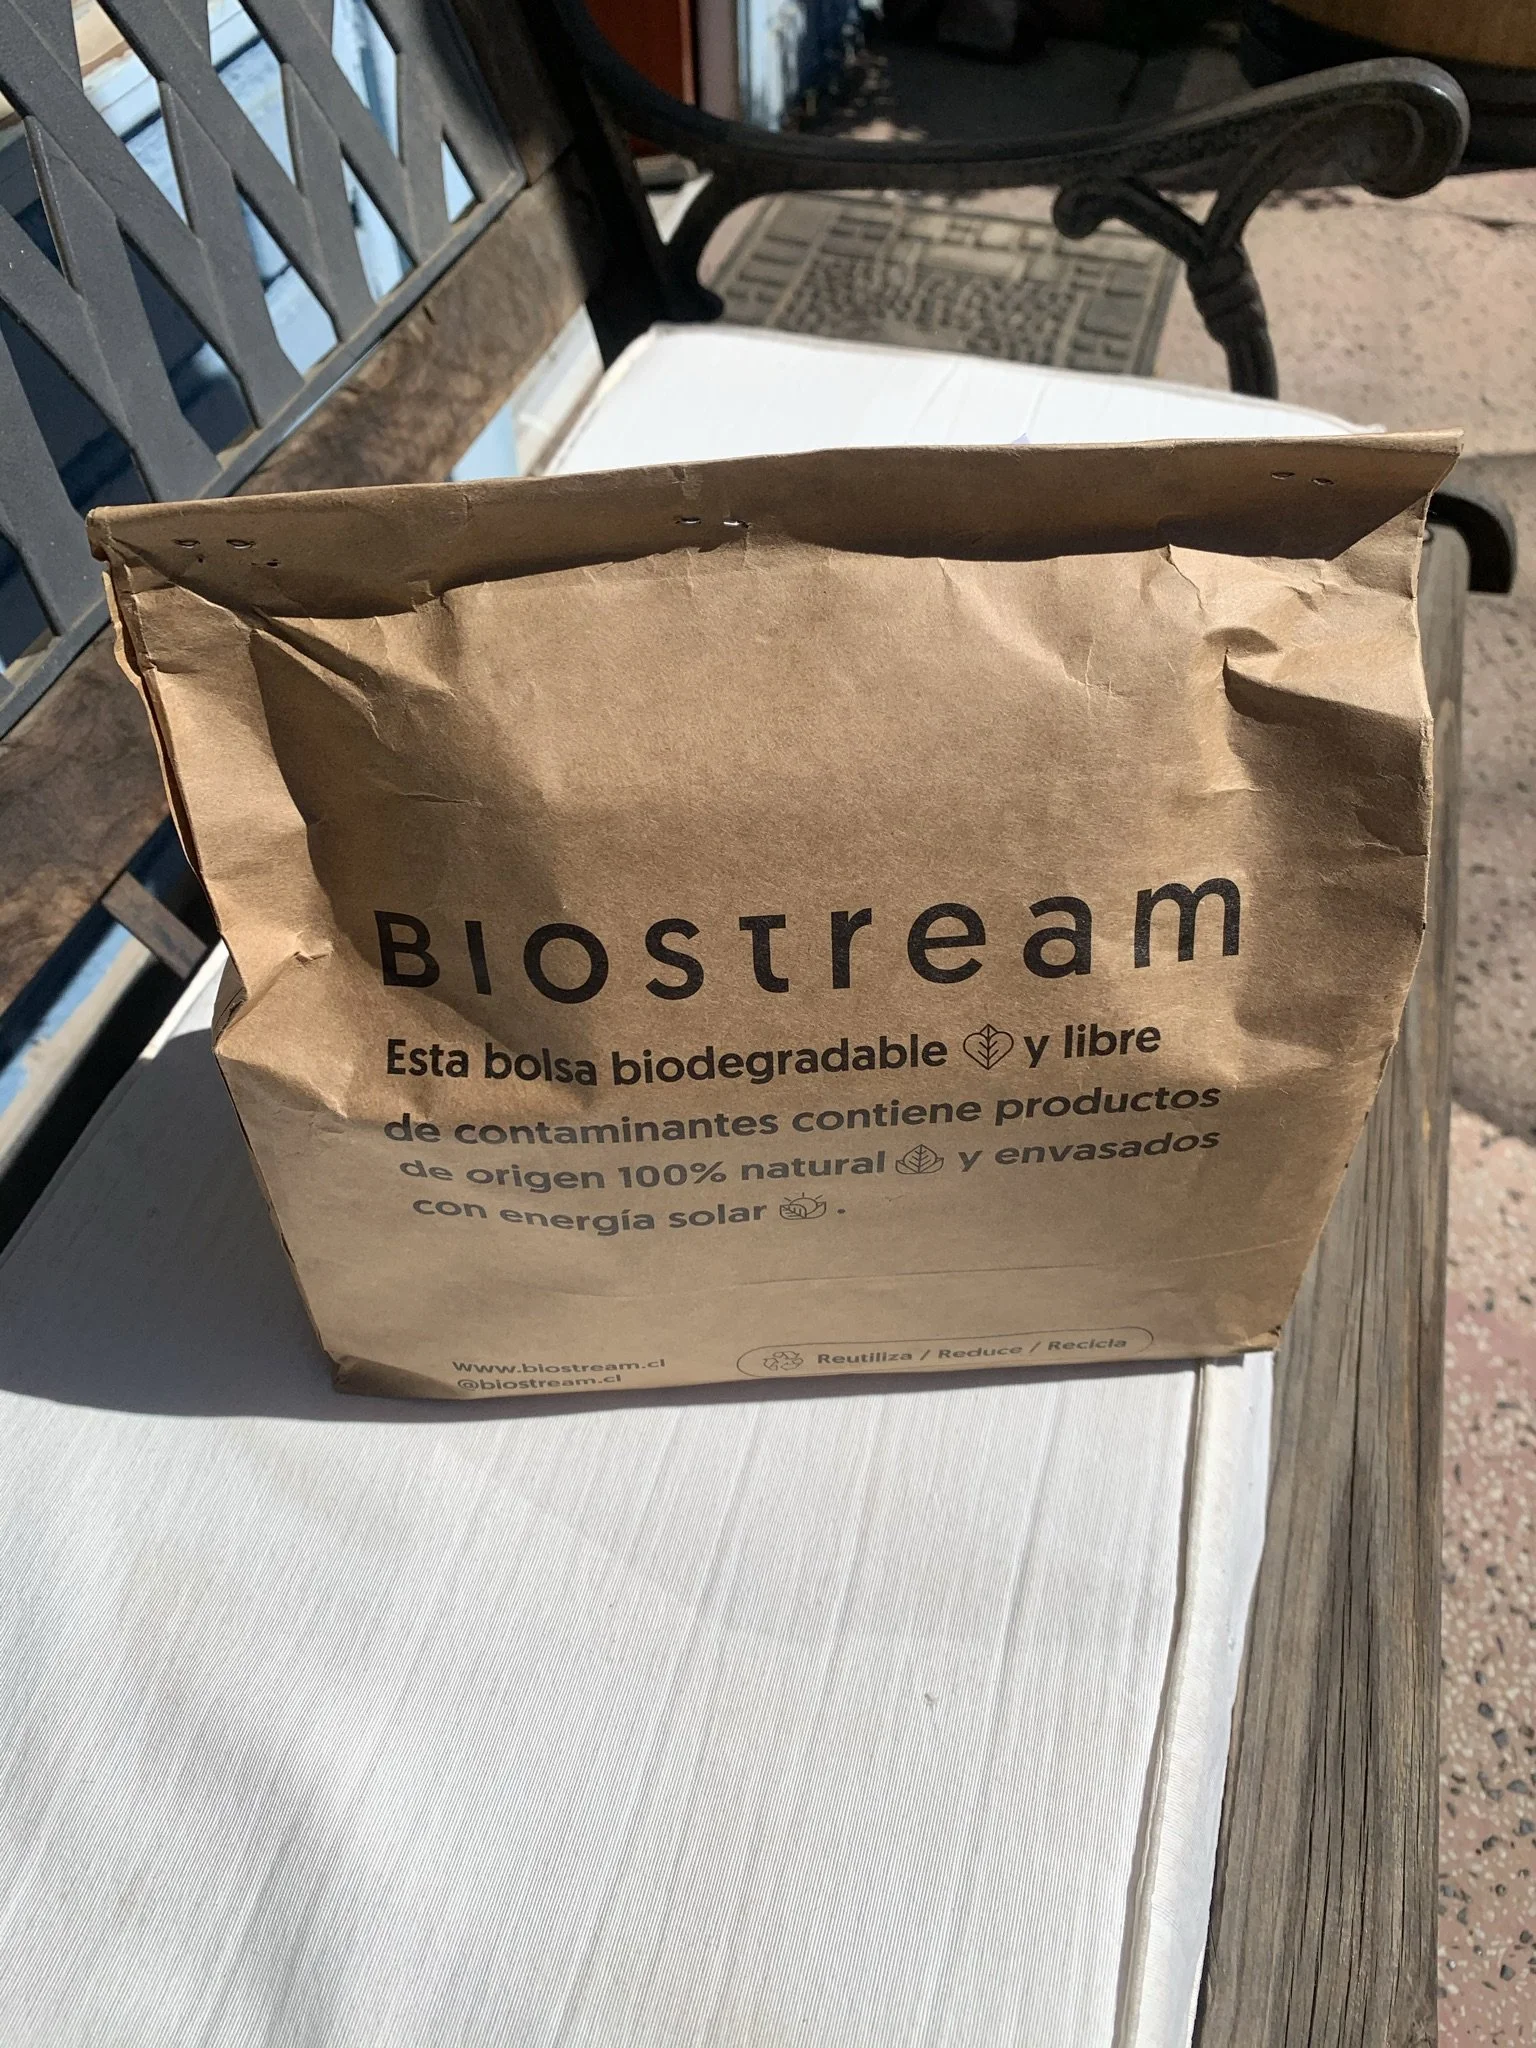 BIOSTream
Esta bolsa biodegradable y libre
de contaminantes contiene productos
de origen 100% natural y envasados
con energía solar .
www.biostream.cl
@biostream.cl
Reutiliza / Reduce / Recicla